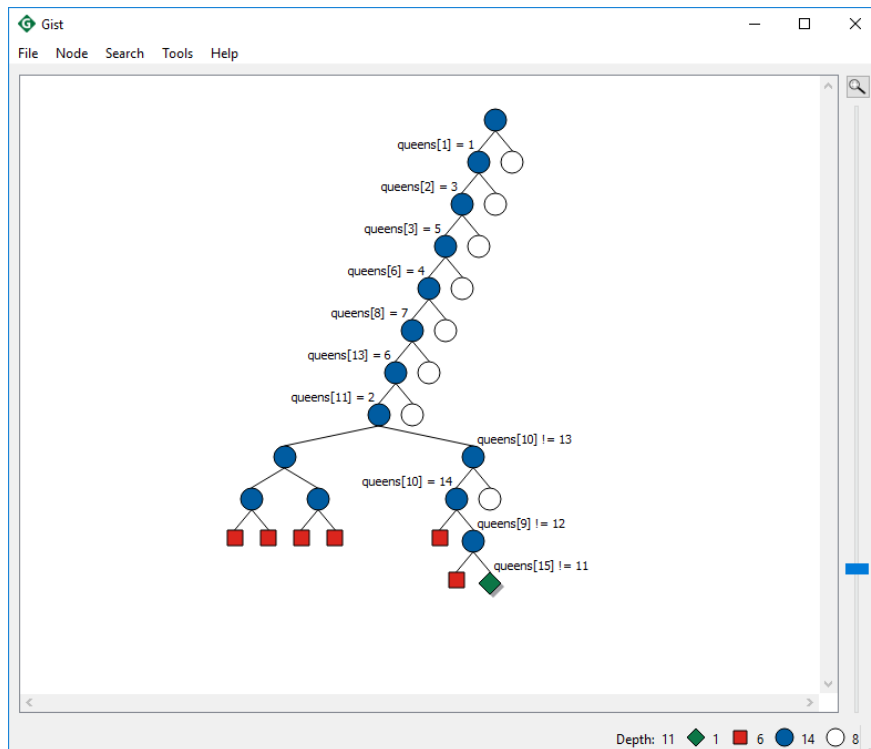 Gist
File Node Search Tools Help
queens[1] = 1
queens[2] = 3
queens[3] = 5
queens[6] = 4
queens[8] = 7
queens[13] = 6
queens[11] = 2
queens[10] != 13
queens[10] = 14
queens[9] != 12
queens[15] != 11
Depth: 11 1 6 14 8